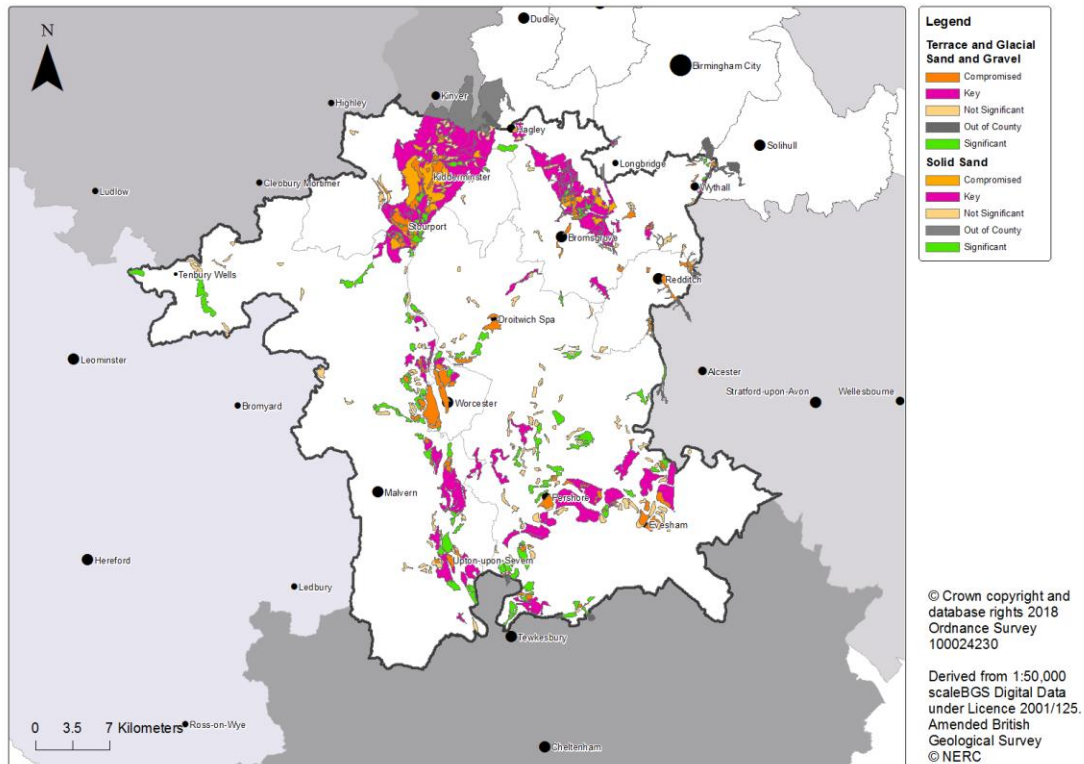 N
Dudley
Birmingham City
Kinver
Highley
Hagley
Longbridge
Solihull
Wythall
Ludlow
Cleobury Mortimer
Kidderminster
Stourport
Bromsgrove
Tenbury Wells
Redditch
Droitwich Spa
Leominster
Alcester
Stratford-upon-Avon
Wellesbourne
Bromyard
Worcester
Malvern
Pershore
Evesham
Hereford
Upton-upon-Severn
Ledbury
Tewkesbury
Ross-on-Wye
Cheltenham
0 3.5 7 Kilometers
Legend
Terrace and Glacial
Sand and Gravel
Compromised
Key
Not Significant
Out of County
Significant
Solid Sand
Compromised
Key
Not Significant
Out of County
Significant
© Crown copyright and
database rights 2018
Ordnance Survey
100024230
Derived from 1:50,000
scaleBGS Digital Data
under Licence 2001/125.
Amended British
Geological Survey
© NERC